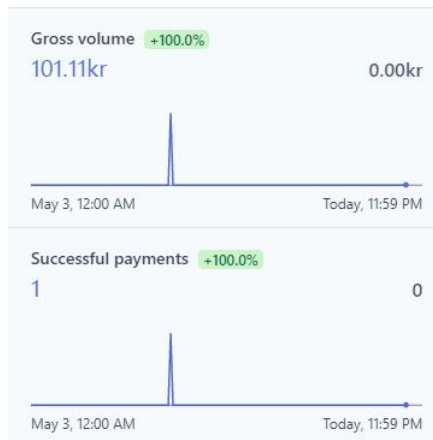 Gross volume +100.0%
101.11kr 0.00kr
May 3, 12:00 AM Today, 11:59 PM
Successful payments +100.0%
1 0
May 3, 12:00 AM Today, 11:59 PM